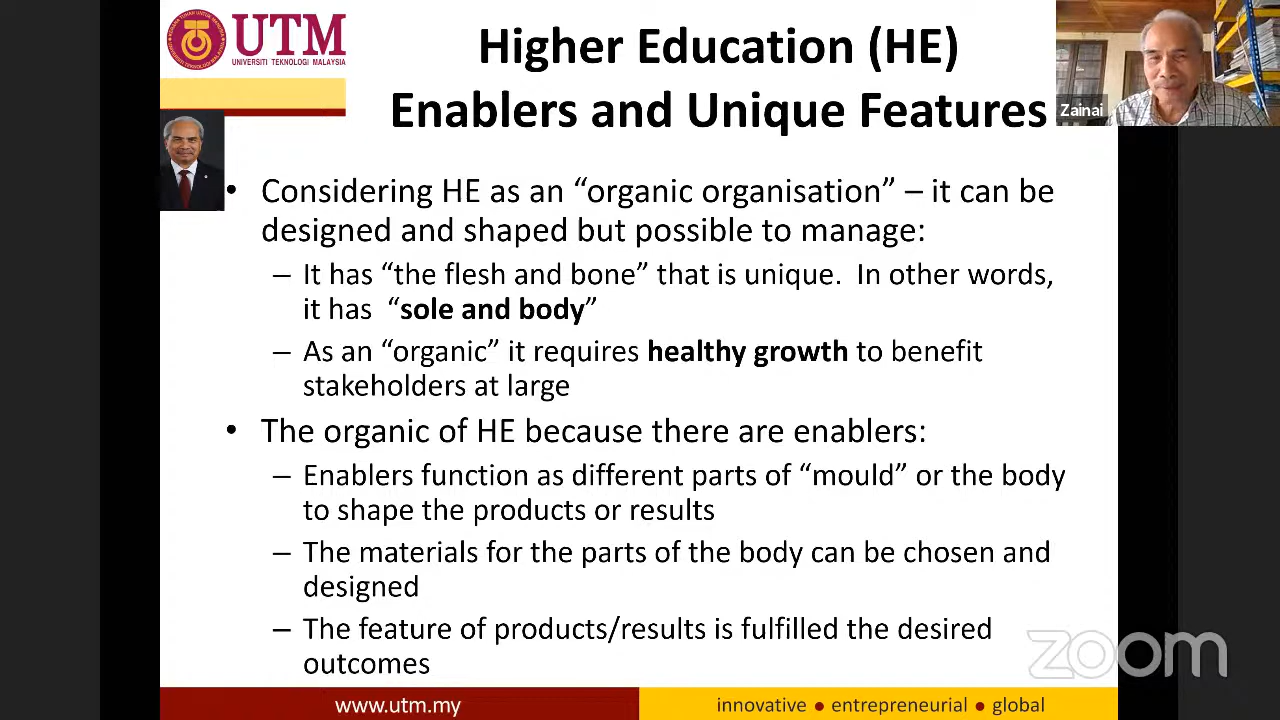 UTM
UNIVERSITI TEKNOLOGI MALAYSIA
Higher Education (HE)
Enablers and Unique Features
Zainai
• Considering HE as an “organic organisation” – it can be
designed and shaped but possible to manage:
– It has “the flesh and bone” that is unique. In other words,
it has “sole and body”
– As an “organic” it requires healthy growth to benefit
stakeholders at large
• The organic of HE because there are enablers:
– Enablers function as different parts of “mould” or the body
to shape the products or results
– The materials for the parts of the body can be chosen and
designed
– The feature of products/results is fulfilled the desired
outcomes
zoom
www.utm.my
innovative ● entrepreneurial ● global